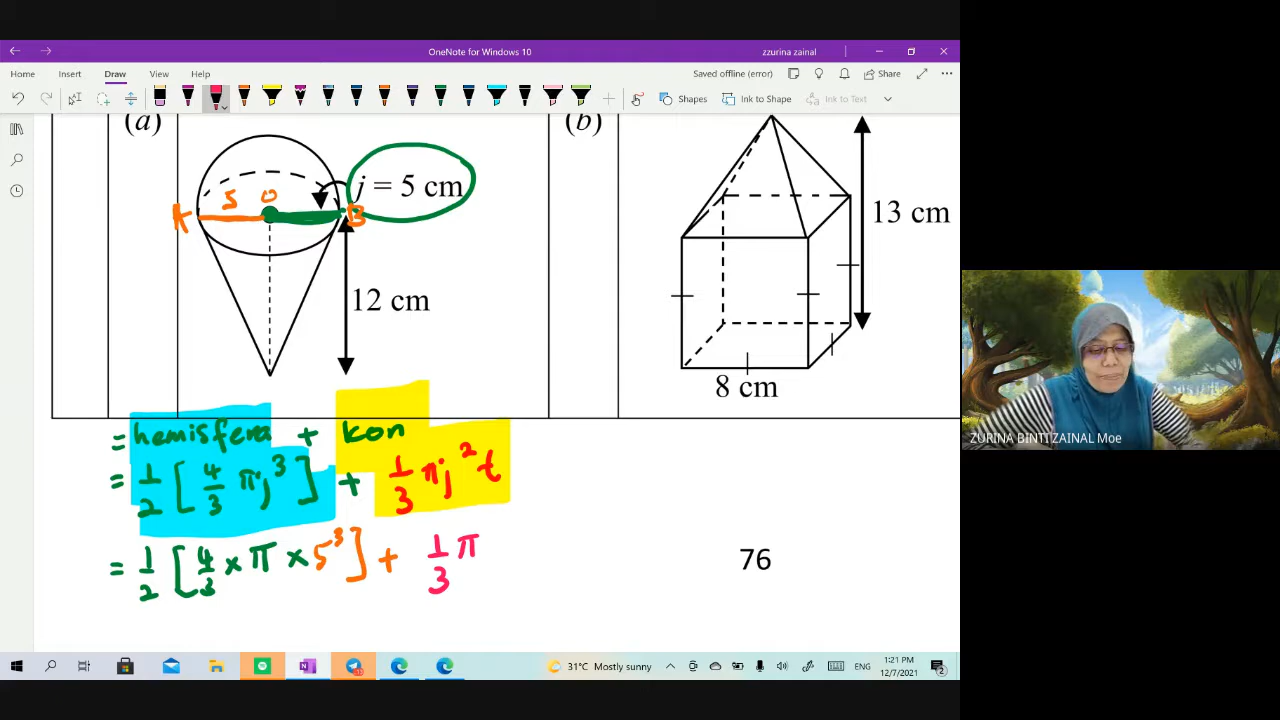 OneNote for Windows 10
zzurina zainal
Home Insert Draw View Help
Saved offline (error)
Share
Shapes
Ink to Shape
Ink to Text
(a)
(b)
j = 5 cm
5 O
A
B
12 cm
13 cm
8 cm
= hemisfera + kon
= 1/2 [4/3 πj³] + 1/3 πj²t
= 1/2 [4/3 × π × 5³] + 1/3 π
76
ZURINA BINTI ZAINAL Moe
31°C Mostly sunny
ENG
1:21 PM
12/7/2021
2